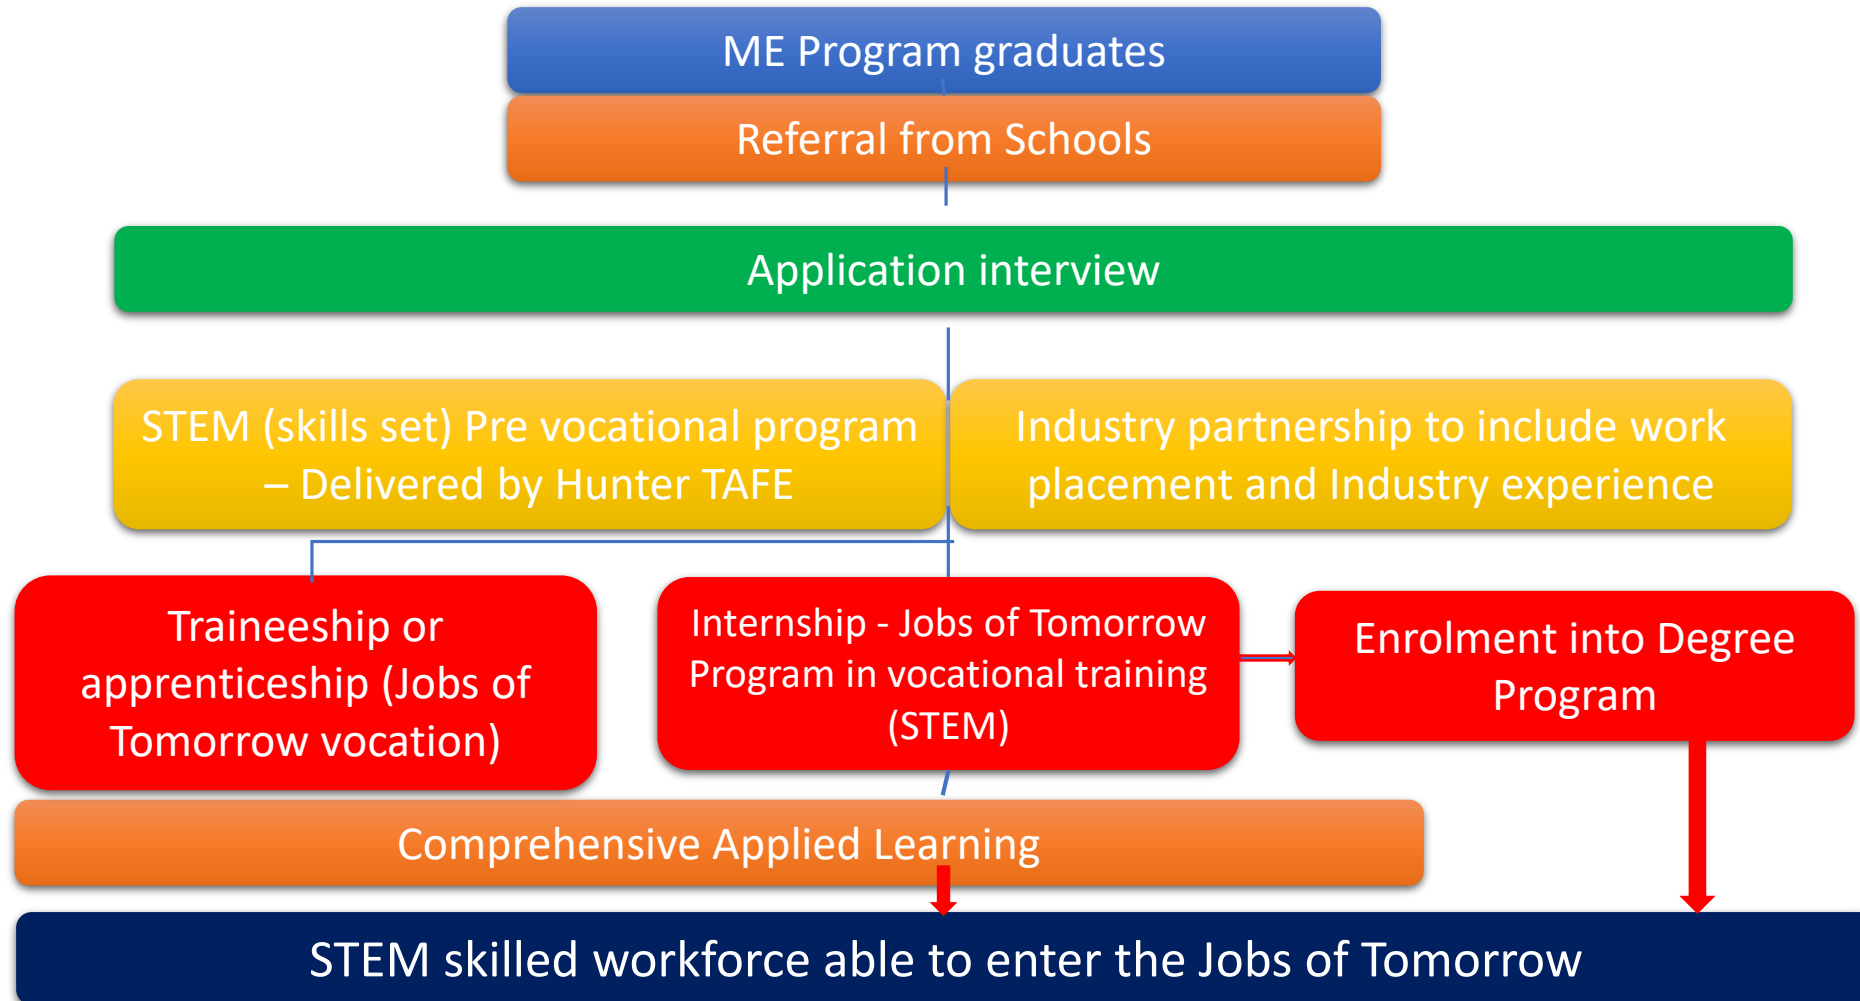 ME Program graduates
Referral from Schools
Application interview
STEM (skills set) Pre vocational program
– Delivered by Hunter TAFE
Industry partnership to include work
placement and Industry experience
Traineeship or
apprenticeship (Jobs of
Tomorrow vocation)
Internship - Jobs of Tomorrow
Program in vocational training
(STEM)
Enrolment into Degree
Program
Comprehensive Applied Learning
STEM skilled workforce able to enter the Jobs of Tomorrow